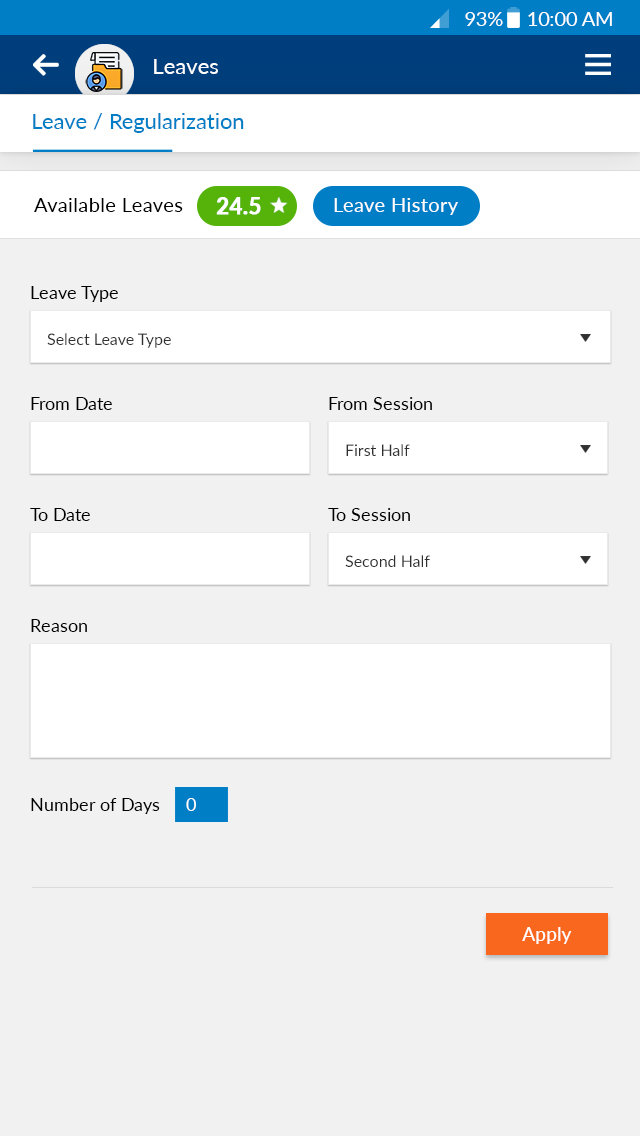 93% 10:00 AM
Leaves
Leave / Regularization
Available Leaves 24.5 Leave History
Leave Type
Select Leave Type
From Date From Session
First Half
To Date To Session
Second Half
Reason
Number of Days 0
Apply